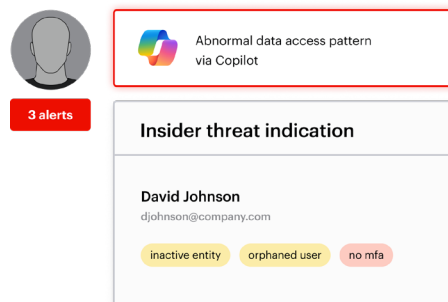 Abnormal data access pattern
via Copilot
3 alerts
Insider threat indication
David Johnson
djohnson@company.com
inactive entity
orphaned user
no mfa